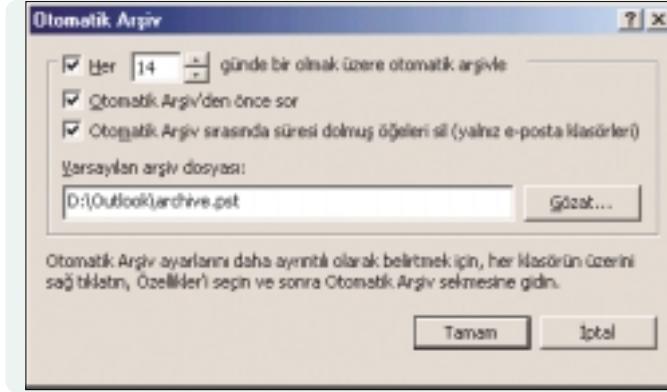 Otomatik Arşiv
Her 14 günde bir olmak üzere otomatik arşivle
Otomatik Arşiv'den önce sor
Otomatik Arşiv sırasında süresi dolmuş öğeleri sil (yalnız e-posta klasörleri)
Varsayılan arşiv dosyası:
D:\Outlook\archive.pst
Gözat...
Otomatik Arşiv ayarlarını daha ayrıntılı olarak belirtmek için, her klasörün üzerini
sağ tıklatın, Özellikler'i seçin ve sonra Otomatik Arşiv sekmesine gidin.
Tamam
İptal